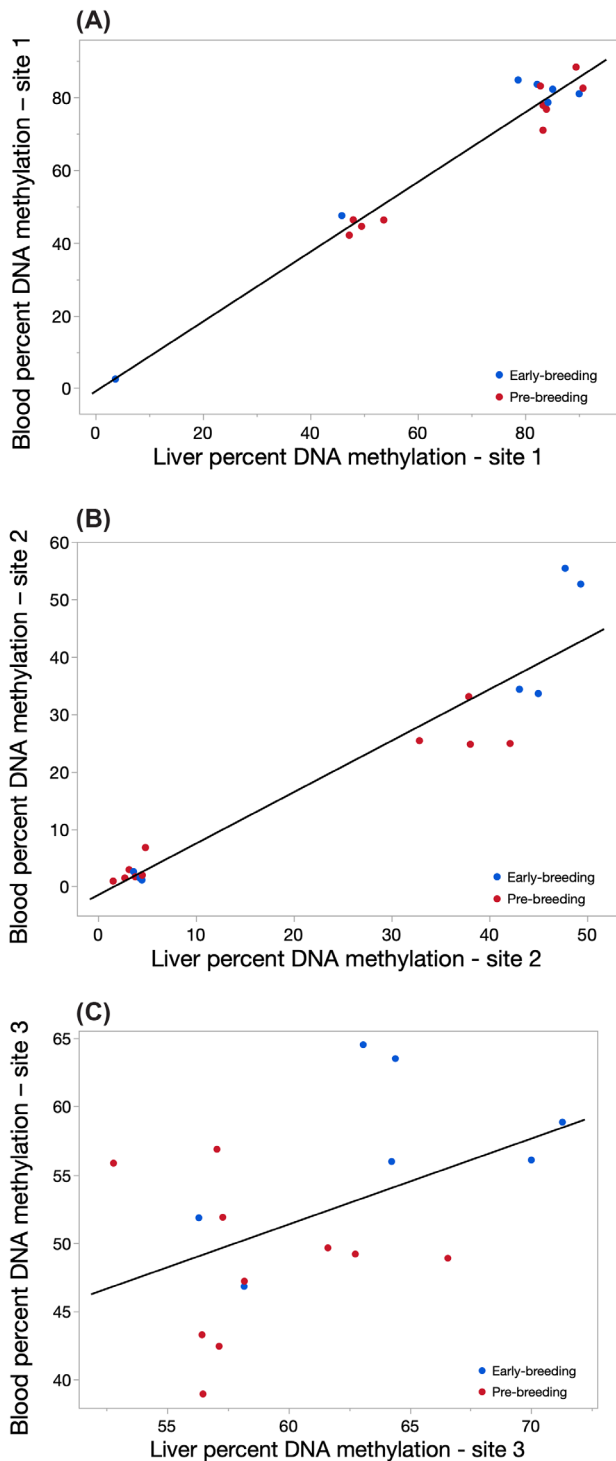 (A)
Blood percent DNA methylation – site 1
80
60
40
20
0
0 20 40 60 80
Early-breeding
Pre-breeding
Liver percent DNA methylation - site 1
(B)
Blood percent DNA methylation – site 2
60
50
40
30
20
10
0
0 10 20 30 40 50
Early-breeding
Pre-breeding
Liver percent DNA methylation - site 2
(C)
Blood percent DNA methylation – site 3
65
60
55
50
45
40
55 60 65 70
Early-breeding
Pre-breeding
Liver percent DNA methylation - site 3